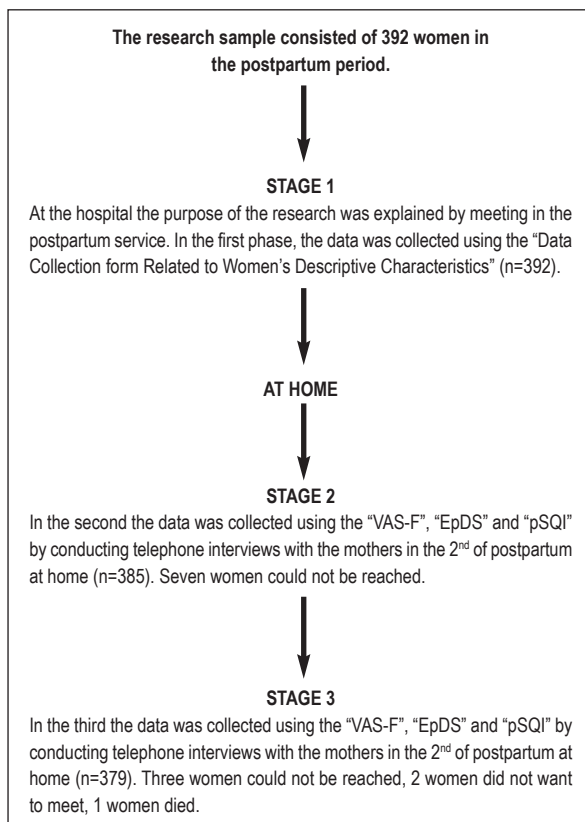 The research sample consisted of 392 women in
the postpartum period.
STAGE 1
At the hospital the purpose of the research was explained by meeting in the
postpartum service. In the first phase, the data was collected using the “Data
Collection form Related to Women’s Descriptive Characteristics” (n=392).
AT HOME
STAGE 2
In the second the data was collected using the “VAS-F”, “EpDS” and “pSQI”
by conducting telephone interviews with the mothers in the 2nd of postpartum
at home (n=385). Seven women could not be reached.
STAGE 3
In the third the data was collected using the “VAS-F”, “EpDS” and “pSQI” by
conducting telephone interviews with the mothers in the 2nd of postpartum at
home (n=379). Three women could not be reached, 2 women did not want
to meet, 1 women died.